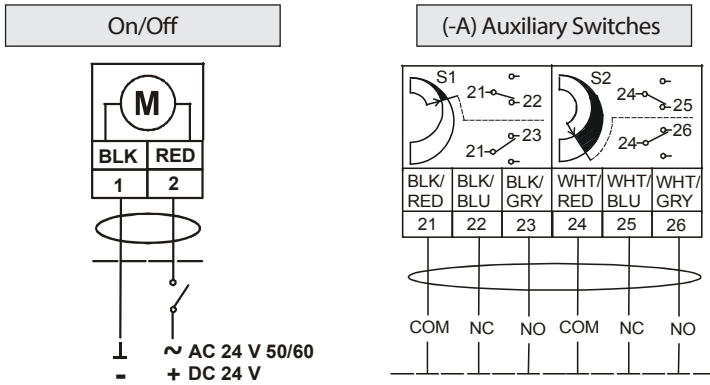 On/Off
M
BLK RED
1 2
⊥ ~ AC 24 V 50/60
- + DC 24 V
(-A) Auxiliary Switches
S1 S2
21 22 24 25
21 23 24 26
BLK/RED BLK/BLU BLK/GRY WHT/RED WHT/BLU WHT/GRY
21 22 23 24 25 26
COM NC NO COM NC NO